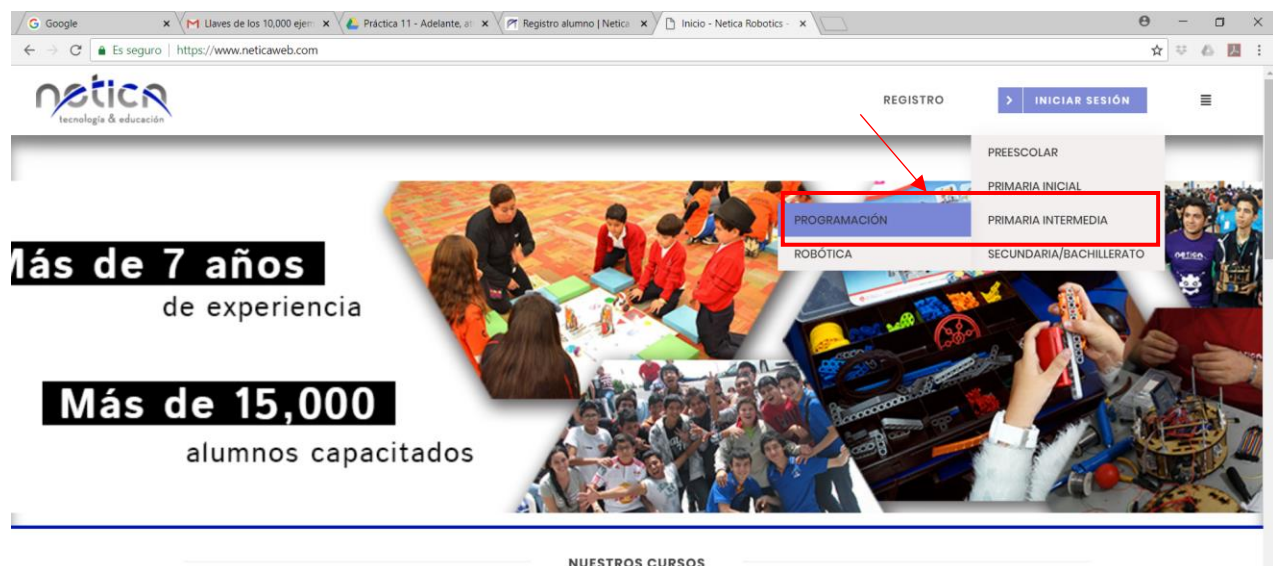 Google
Llaves de los 10,000 ejem
Práctica 11 - Adelante, at
Registro alumno | Netica
Inicio - Netica Robotics -
Es seguro | https://www.neticaweb.com
netica
tecnología & educación
REGISTRO
> INICIAR SESIÓN
PREESCOLAR
PRIMARIA INICIAL
PROGRAMACIÓN
PRIMARIA INTERMEDIA
ROBÓTICA
SECUNDARIA/BACHILLERATO
Más de 7 años
de experiencia
Más de 15,000
alumnos capacitados
NUESTROS CURSOS